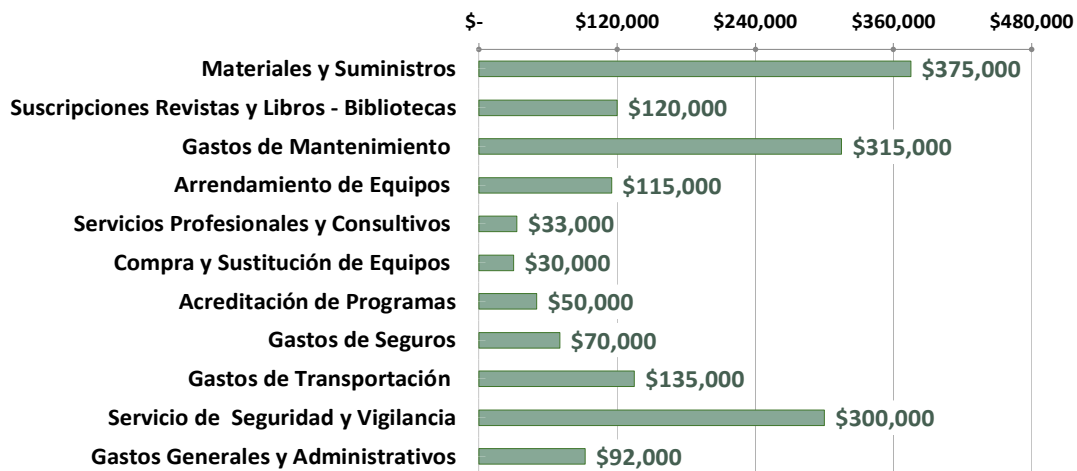 $- $120,000 $240,000 $360,000 $480,000
Materiales y Suministros $375,000
Suscripciones Revistas y Libros - Bibliotecas $120,000
Gastos de Mantenimiento $315,000
Arrendamiento de Equipos $115,000
Servicios Profesionales y Consultivos $33,000
Compra y Sustitución de Equipos $30,000
Acreditación de Programas $50,000
Gastos de Seguros $70,000
Gastos de Transportación $135,000
Servicio de Seguridad y Vigilancia $300,000
Gastos Generales y Administrativos $92,000